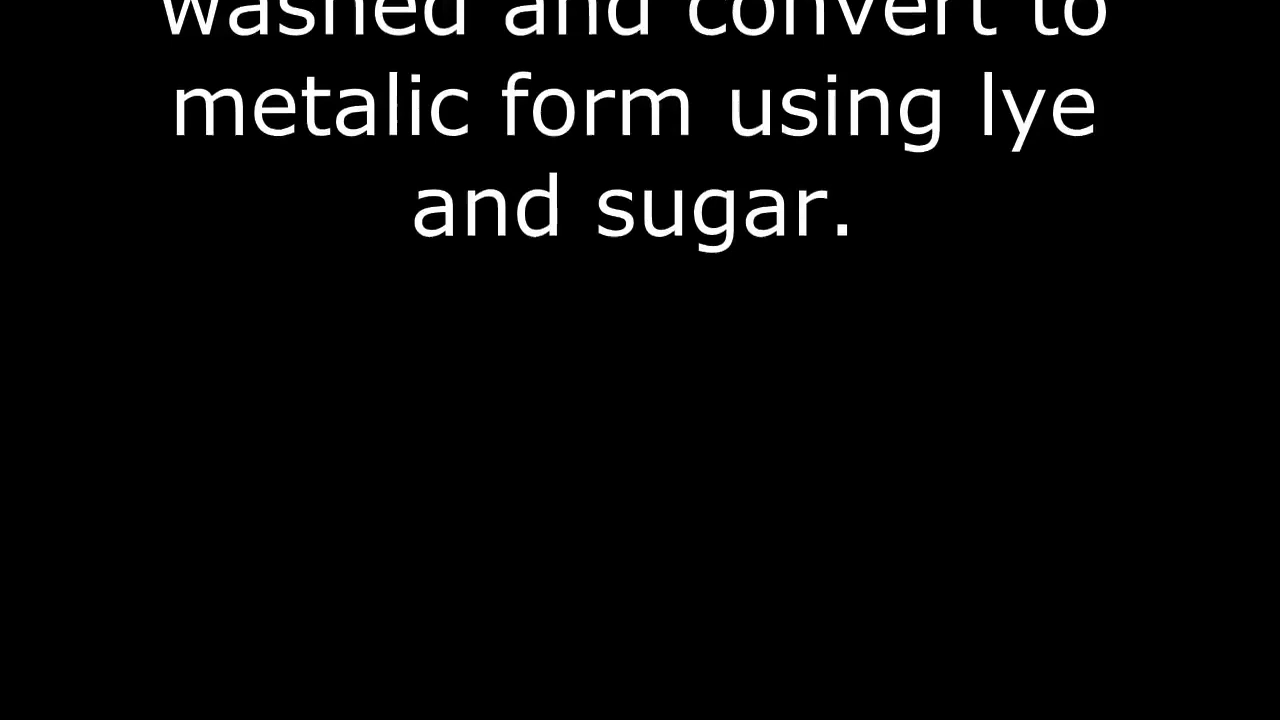 washed and convert to
metalic form using lye
and sugar.